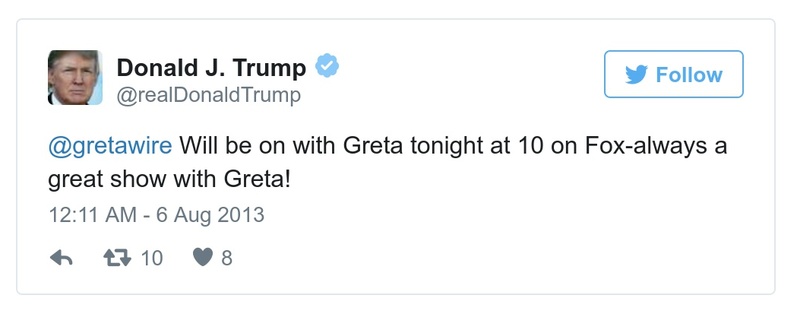 Donald J. Trump
@realDonaldTrump
Follow
@gretawire Will be on with Greta tonight at 10 on Fox-always a
great show with Greta!
12:11 AM - 6 Aug 2013
10
8